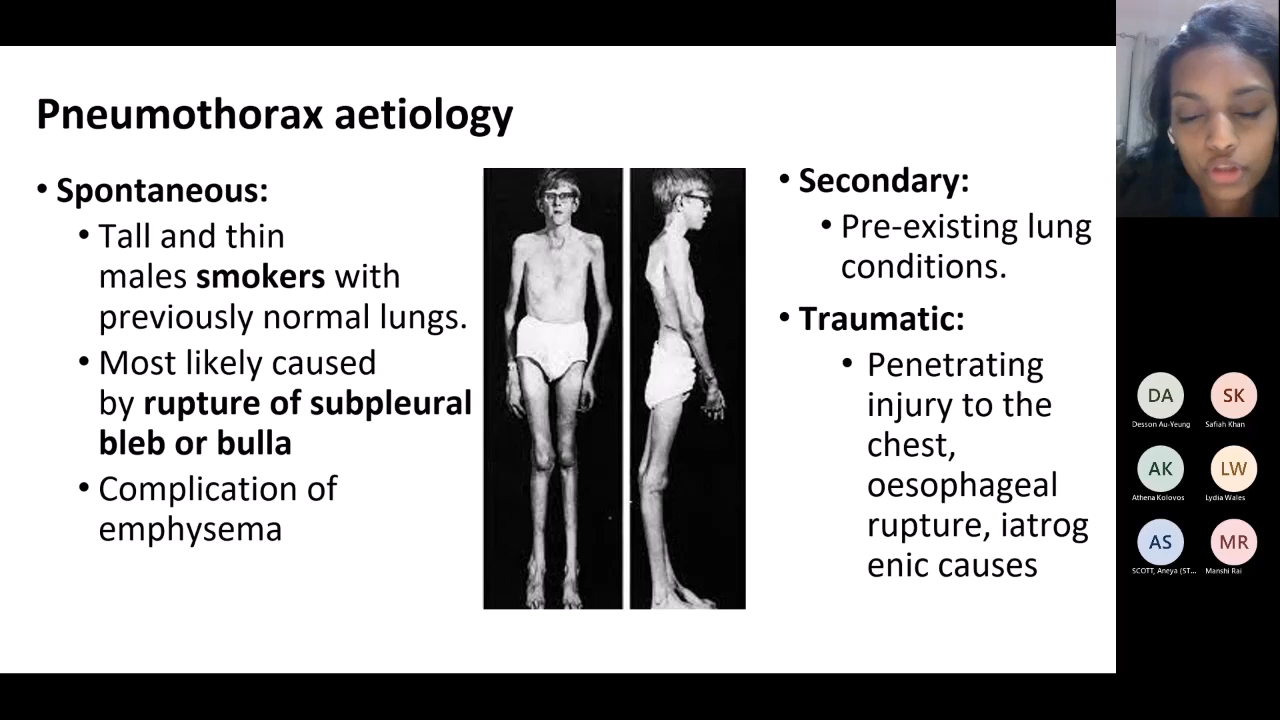 Pneumothorax aetiology
• Spontaneous:
• Tall and thin
males smokers with
previously normal lungs.
• Most likely caused
by rupture of subpleural
bleb or bulla
• Complication of
emphysema
• Secondary:
• Pre-existing lung
conditions.
• Traumatic:
• Penetrating
injury to the
chest,
oesophageal
rupture, iatrog
enic causes
DA
SK
Desson Au-Yeung
Safiah Khan
AK
LW
Athena Kolovos
Lydia Wales
AS
MR
SCOTT, Aneya (ST...
Manshi Rai